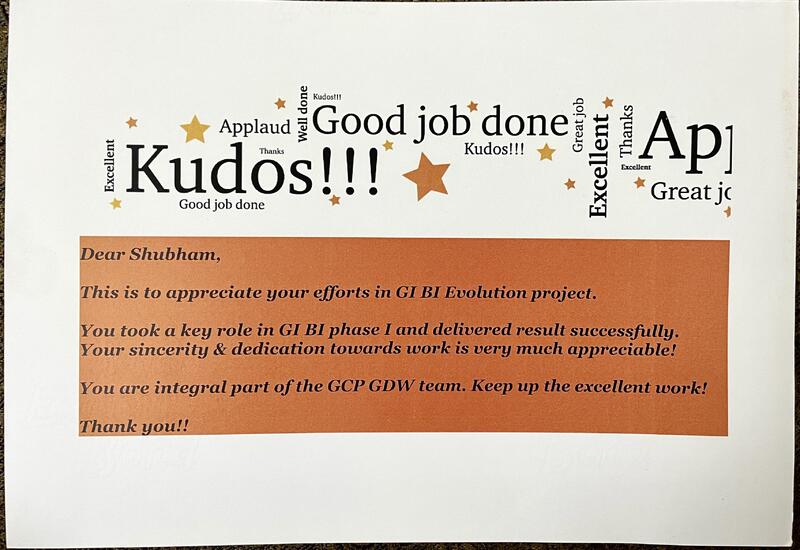 Kudos!!!
Well done
Good job done
Great job
Applaud
Excellent
Thanks
Kudos!!!
Thanks
Kudos!!!
Excellent
App
Excellent
Good job done
Great jo
Dear Shubham,
This is to appreciate your efforts in GI BI Evolution project.
You took a key role in GI BI phase I and delivered result successfully.
Your sincerity & dedication towards work is very much appreciable!
You are integral part of the GCP GDW team. Keep up the excellent work!
Thank you!!